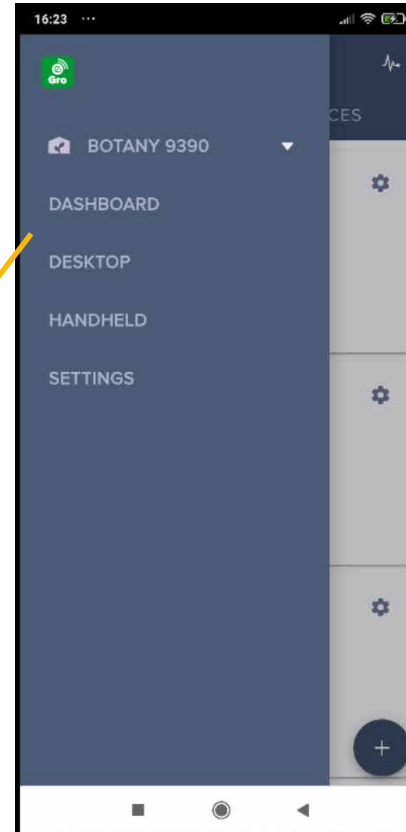 16:23 ...
Gro
BOTANY 9390
CES
DASHBOARD
DESKTOP
HANDHELD
SETTINGS